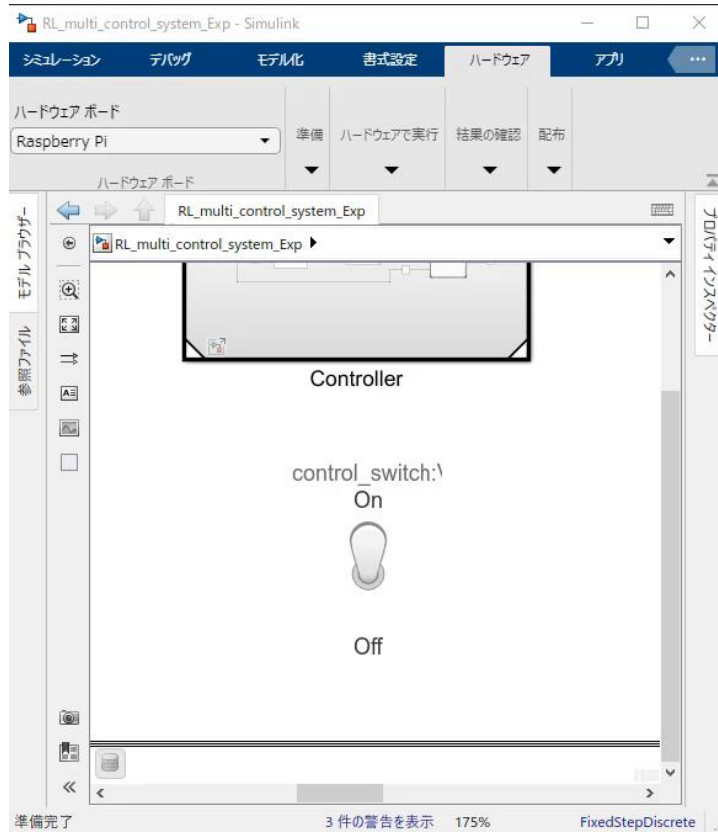 RL_multi_control_system_Exp - Simulink
シミュレーション デバッグ モデル化 書式設定 ハードウェア アプリ
ハードウェア ボード
Raspberry Pi
準備 ハードウェアで実行 結果の確認 配布
ハードウェア ボード
RL_multi_control_system_Exp
RL_multi_control_system_Exp
モデル ブラウザー
参照ファイル
プロパティ インスペクター
Controller
control_switch:
On
Off
準備完了 3 件の警告を表示 175% FixedStepDiscrete